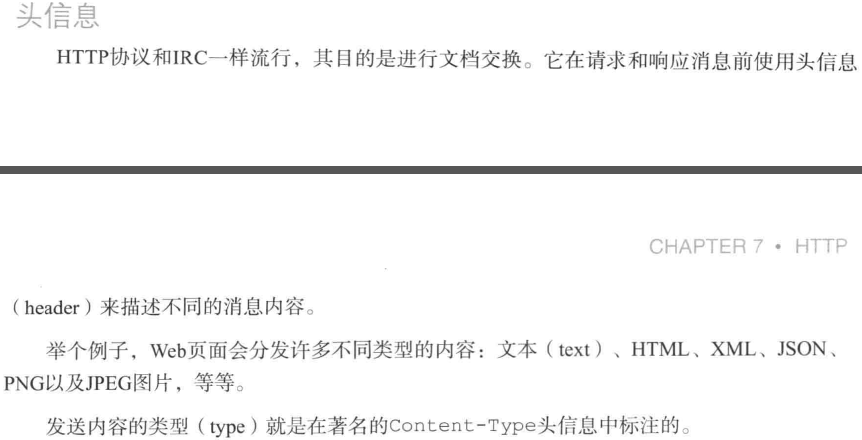 头信息
HTTP协议和IRC一样流行，其目的是进行文档交换。它在请求和响应消息前使用头信息
CHAPTER 7 • HTTP
（header）来描述不同的消息内容。
举个例子，Web页面会分发许多不同类型的内容：文本（text）、HTML、XML、JSON、
PNG以及JPEG图片，等等。
发送内容的类型（type）就是在著名的Content-Type头信息中标注的。